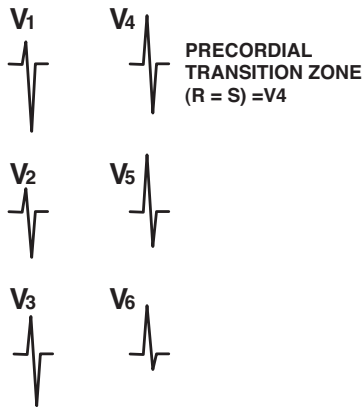 V1
V4
PRECORDIAL
TRANSITION ZONE
(R = S) =V4
V2
V5
V3
V6